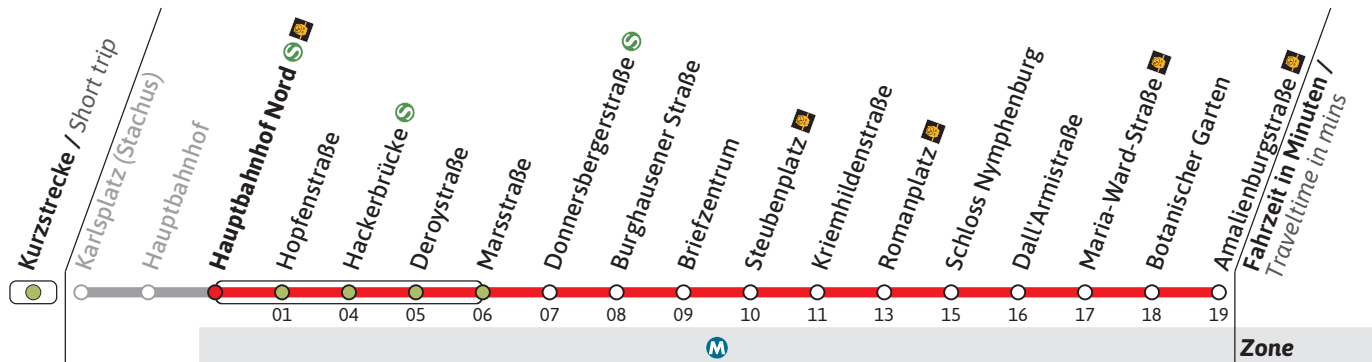 Kurzstrecke / Short trip
Karlsplatz (Stachus)
Hauptbahnhof
Hauptbahnhof Nord S
Hopfenstraße
Hackerbrücke S
Deroystraße
Marsstraße
Donnersbergerstraße S
Burghausener Straße
Briefzentrum
Steubenplatz
Kriemhildenstraße
Romanplatz
Schloss Nymphenburg
Dall'Armistraße
Maria-Ward-Straße
Botanischer Garten
Amalienburgstraße
Fahrzeit in Minuten /
Traveltime in mins
01 04 05 06 07 08 09 10 11 13 15 16 17 18 19
M
Zone